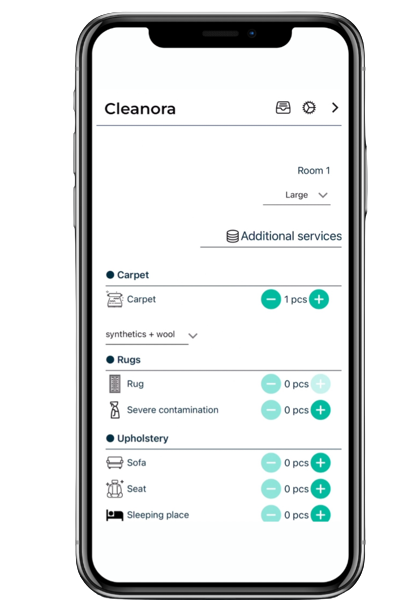 Cleanora
Room 1
Large
Additional services
Carpet
Carpet 1 pcs
synthetics + wool
Rugs
Rug 0 pcs
Severe contamination 0 pcs
Upholstery
Sofa 0 pcs
Seat 0 pcs
Sleeping place 0 pcs